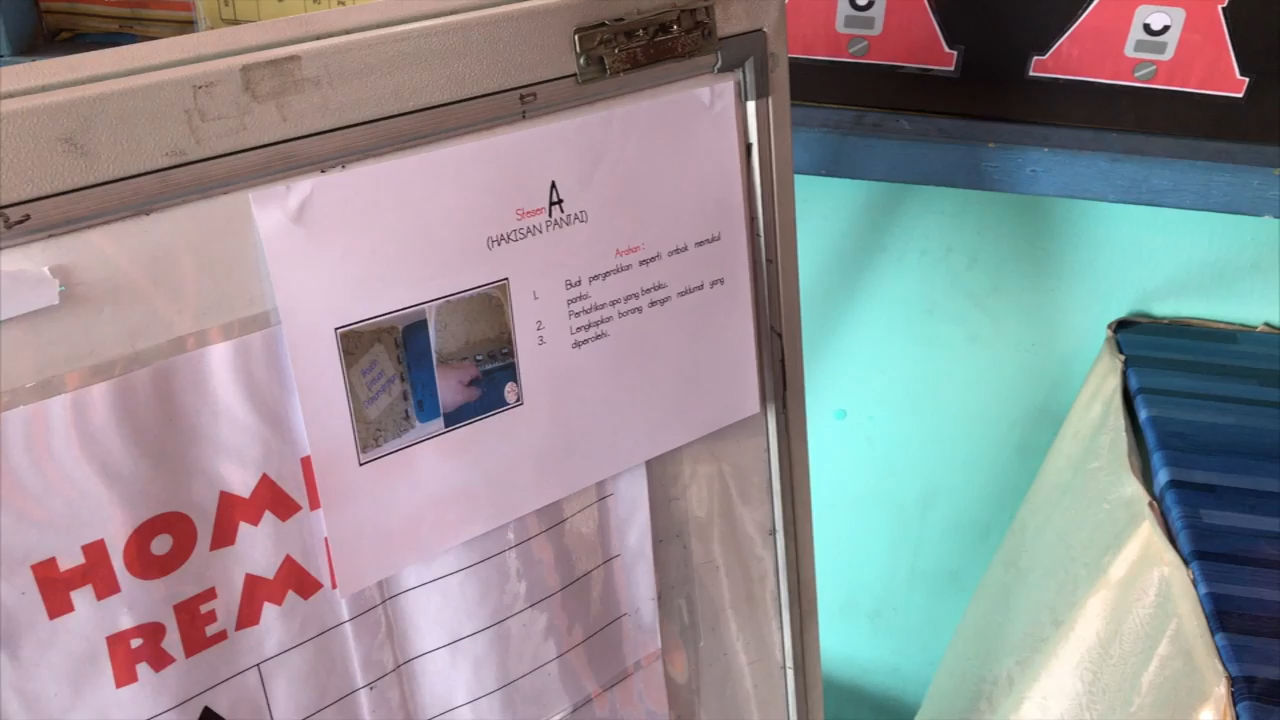 Stesen A
(HAKISAN PANTAI)
Arahan :
1. Buat pergerakkan seperti ombak memukul
pantai.
2. Perhatikan apa yang berlaku.
3. Lengkapkan borang dengan maklumat yang
diperolehi.
HOM
REM